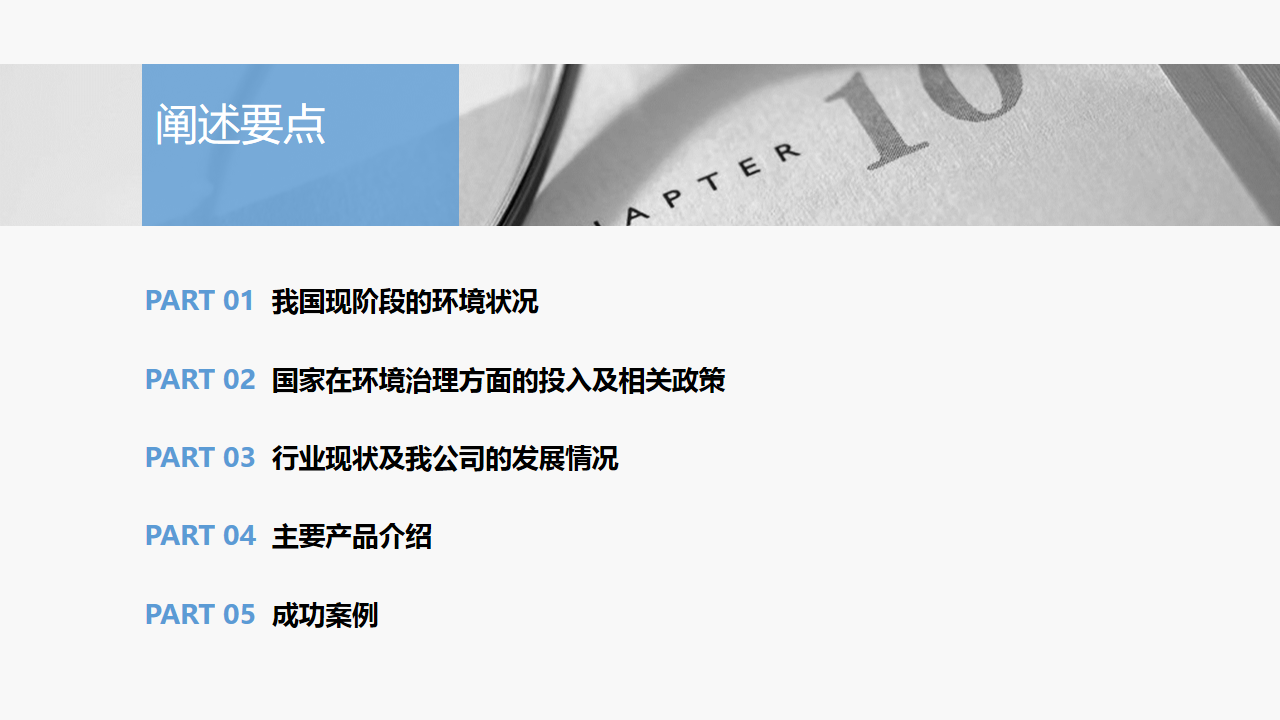 阐述要点
10
APTER
PART 01 我国现阶段的环境状况
PART 02 国家在环境治理方面的投入及相关政策
PART 03 行业现状及我公司的发展情况
PART 04 主要产品介绍
PART 05 成功案例